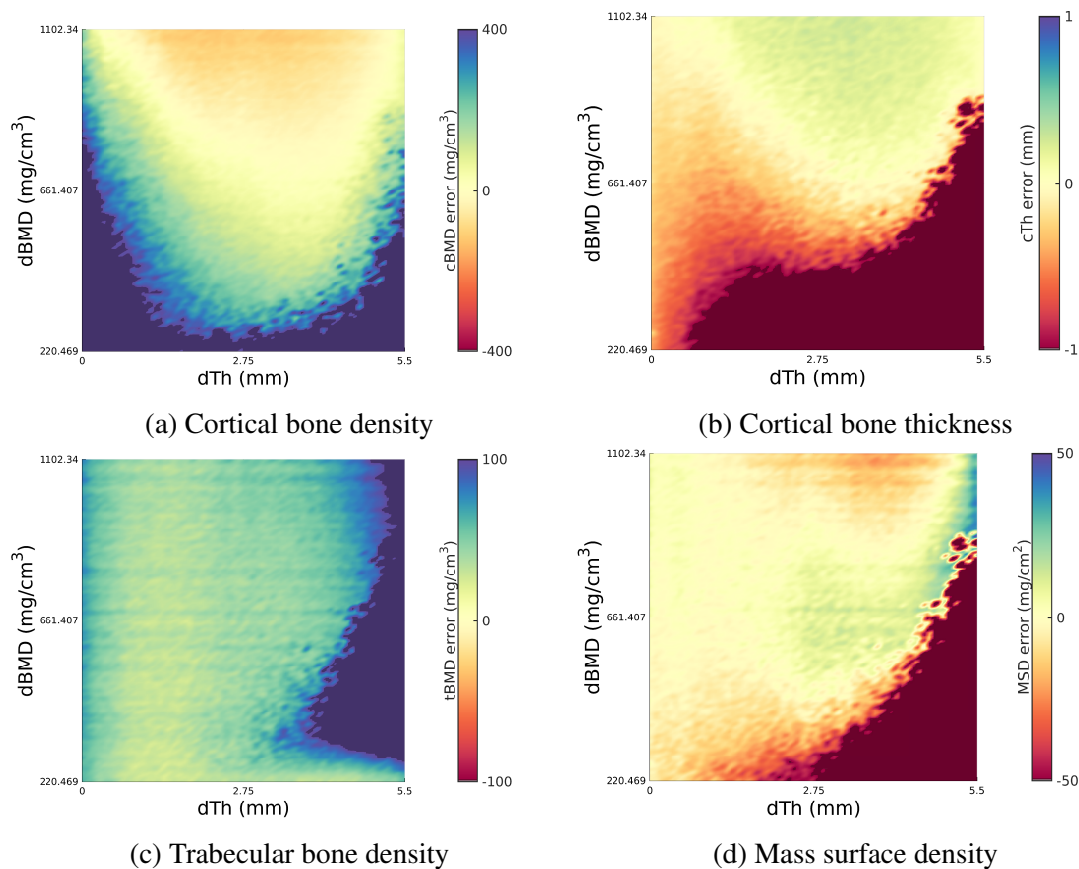 1102.34
661.407
220.469
dBMD (mg/cm³)
0
2.75
5.5
dTh (mm)
400
0
-400
cBMD error (mg/cm³)
(a) Cortical bone density
1102.34
661.407
220.469
dBMD (mg/cm³)
0
2.75
5.5
dTh (mm)
1
0
-1
cTh error (mm)
(b) Cortical bone thickness
1102.34
661.407
220.469
dBMD (mg/cm³)
0
2.75
5.5
dTh (mm)
100
0
-100
tBMD error (mg/cm³)
(c) Trabecular bone density
1102.34
661.407
220.469
dBMD (mg/cm³)
0
2.75
5.5
dTh (mm)
50
0
-50
MSD error (mg/cm²)
(d) Mass surface density